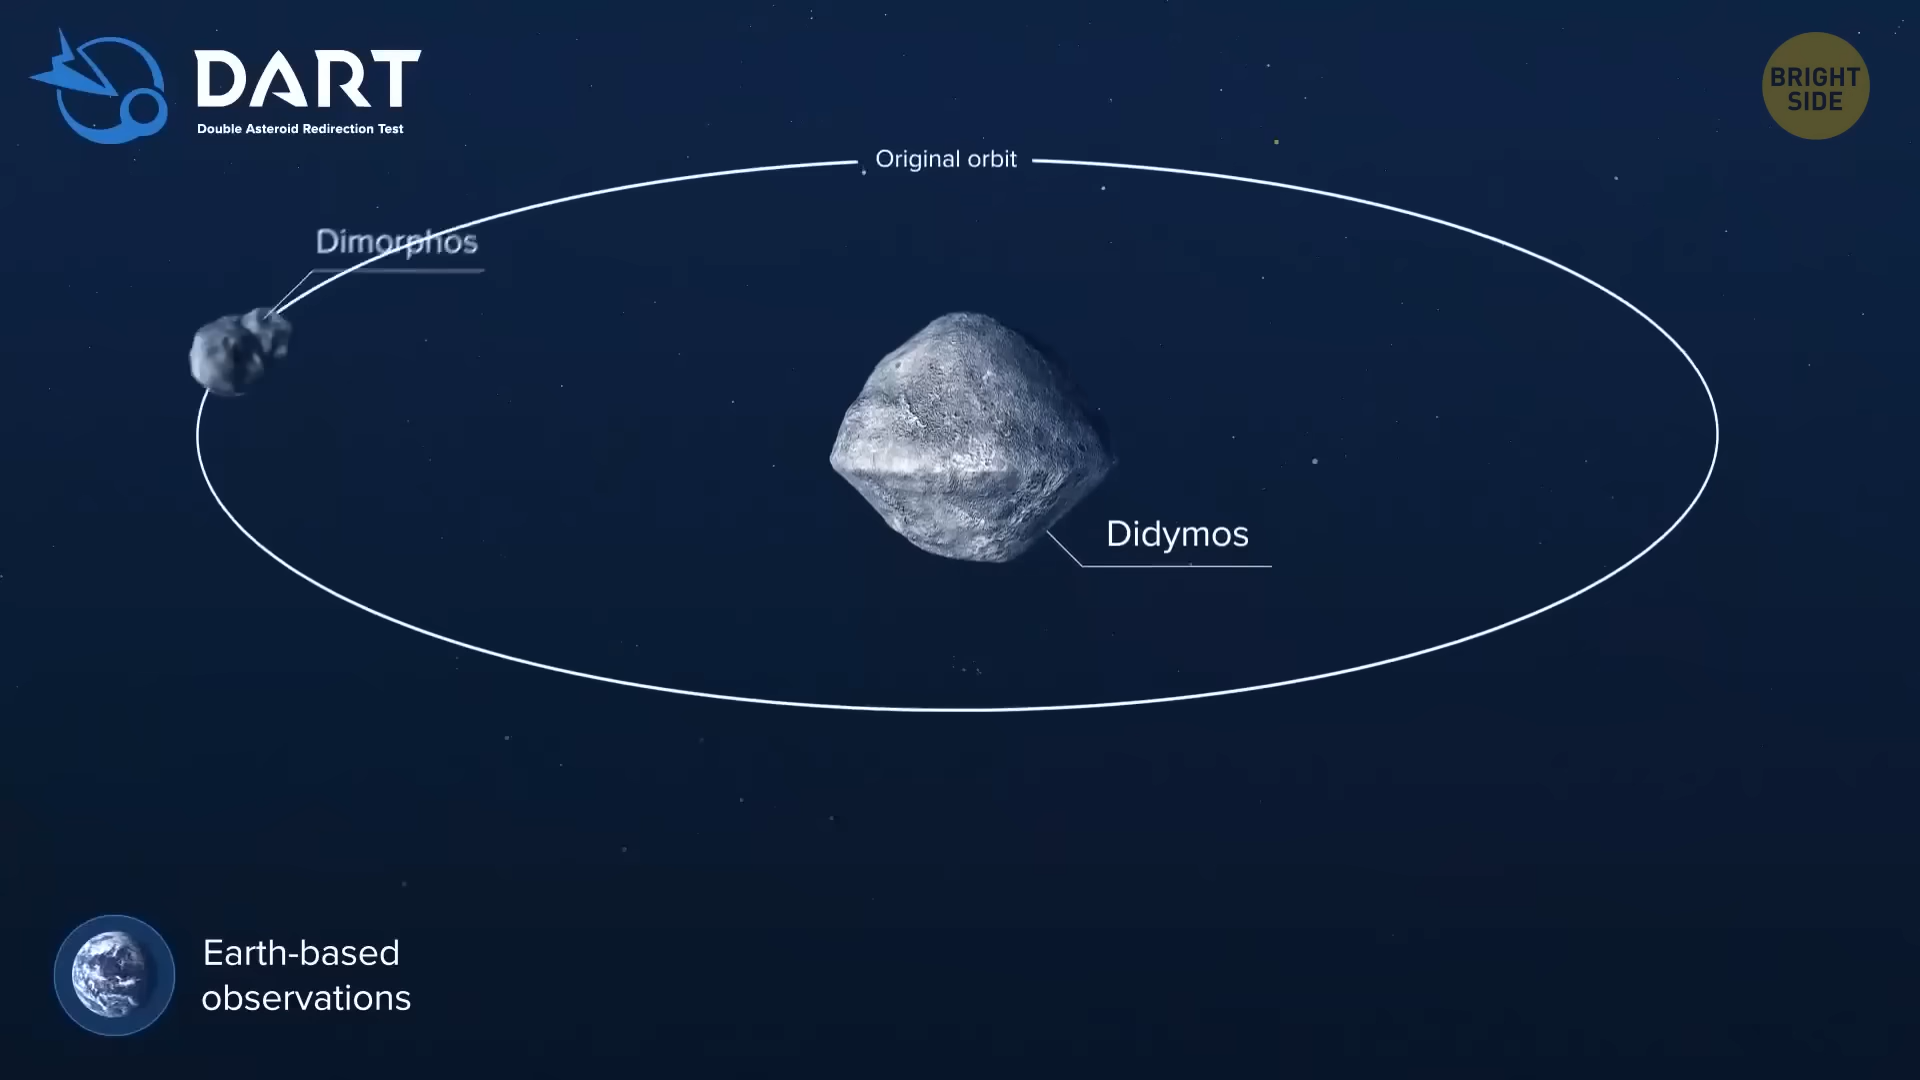 DART
Double Asteroid Redirection Test
BRIGHT
SIDE
Original orbit
Dimorphos
Didymos
Earth-based
observations